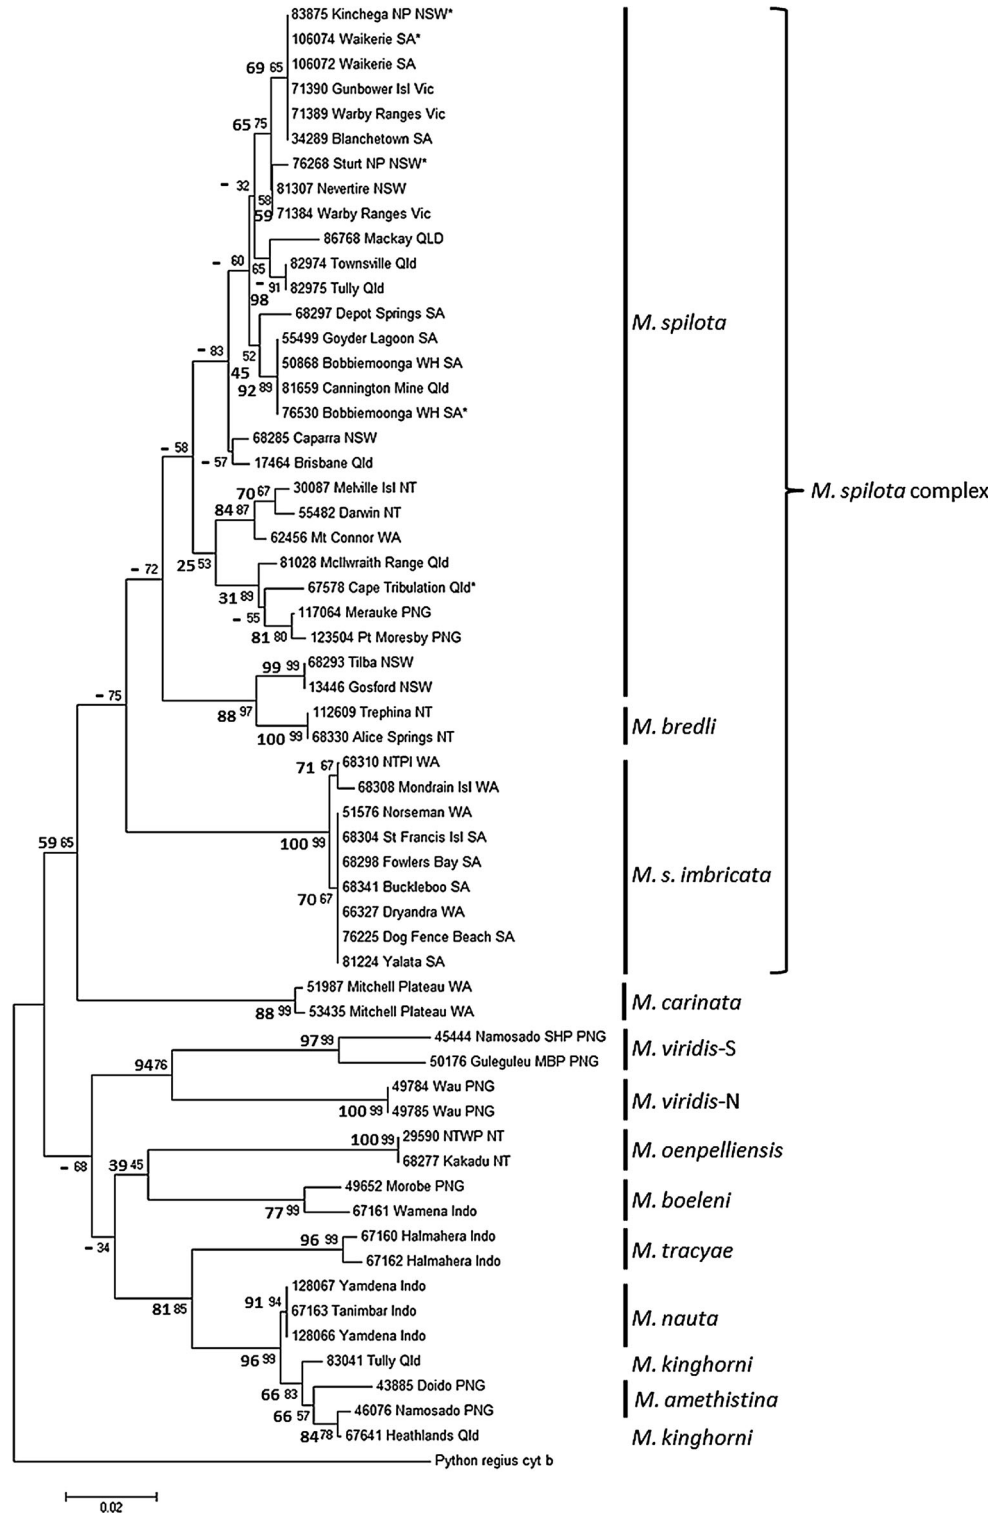 83875 Kinchega NP NSW*
106074 Waikerie SA*
106072 Waikerie SA
69 65
71390 Gunbower Isl Vic
71389 Warby Ranges Vic
65 75
34289 Blanchetown SA
76268 Sturt NP NSW*
– 32
81307 Nevertire NSW
58
59
71384 Warby Ranges Vic
86768 Mackay QLD
– 60
65
82974 Townsville Qld
–
91
82975 Tully Qld
98
68297 Depot Springs SA
M. spilota
55499 Goyder Lagoon SA
– 83
52
50868 Bobbiemoonga WH SA
45
92 89
81659 Cannington Mine Qld
76530 Bobbiemoonga WH SA*
68285 Caparra NSW
– 58
– 57
17464 Brisbane Qld
70 67
30087 Melville Isl NT
M. spilota complex
84 87
55482 Darwin NT
62456 Mt Connor WA
25 53
81028 McIlwraith Range Qld
– 72
31 89
67578 Cape Tribulation Qld*
– 55
117064 Merauke PNG
81 80
123504 Pt Moresby PNG
99 99
68293 Tilba NSW
13446 Gosford NSW
– 75
88 97
112609 Trephina NT
M. bredli
100 99
68330 Alice Springs NT
71 67
68310 NTPI WA
68308 Mondrain Isl WA
51576 Norseman WA
59 65
100 99
68304 St Francis Isl SA
68298 Fowlers Bay SA
M. s. imbricata
70 67
68341 Buckleboo SA
66327 Dryandra WA
76225 Dog Fence Beach SA
81224 Yalata SA
51987 Mitchell Plateau WA
M. carinata
88 99
53435 Mitchell Plateau WA
97 99
45444 Namosado SHP PNG
M. viridis-S
94 76
50176 Guleguleu MBP PNG
49784 Wau PNG
M. viridis-N
100 99
49785 Wau PNG
100 99
29590 NTWP NT
M. oenpelliensis
– 68
39 45
68277 Kakadu NT
49652 Morobe PNG
M. boeleni
77 99
67161 Wamena Indo
96 99
67160 Halmahera Indo
M. tracyae
– 34
67162 Halmahera Indo
128067 Yamdena Indo
91 94
67163 Tanimbar Indo
M. nauta
81 85
128066 Yamdena Indo
96 99
83041 Tully Qld
M. kinghorni
66 83
43885 Doido PNG
M. amethistina
66 57
46076 Namosado PNG
84 78
67641 Heathlands Qld
M. kinghorni
Python regius cyt b
0.02